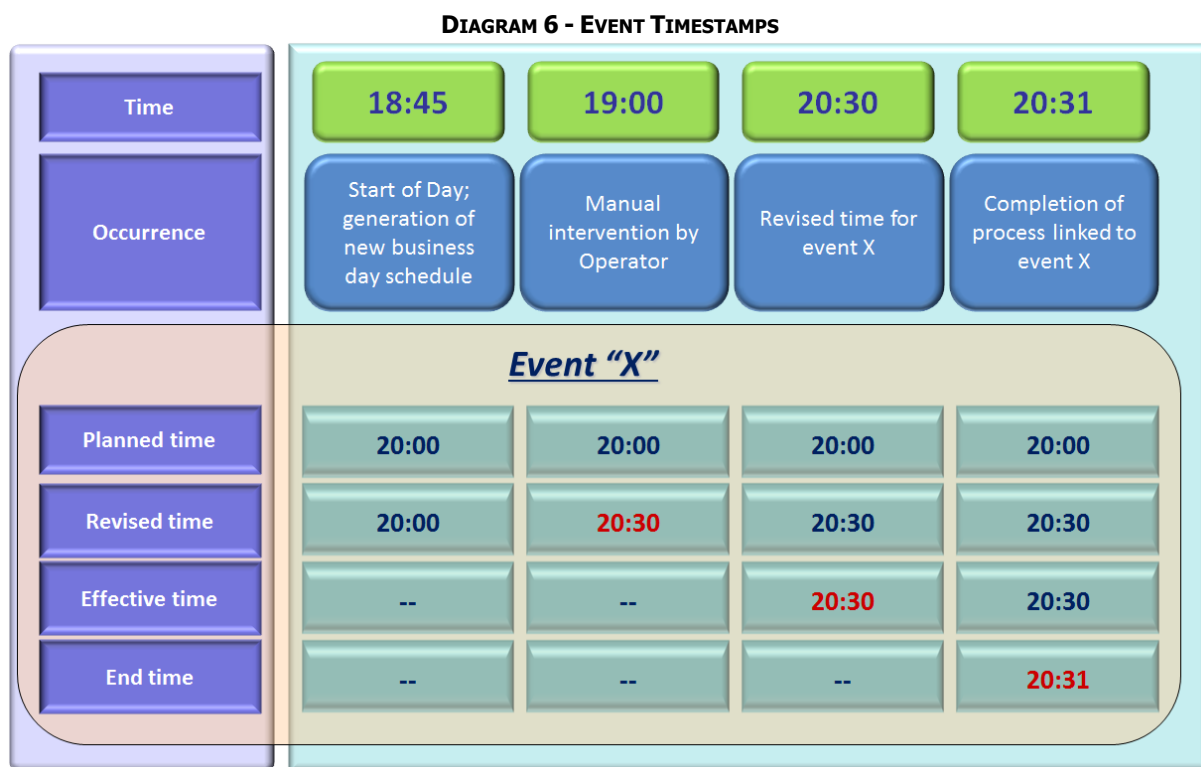 DIAGRAM 6 - EVENT TIMESTAMPS
Time
18:45
19:00
20:30
20:31
Occurrence
Start of Day;
generation of
new business
day schedule
Manual
intervention by
Operator
Revised time for
event X
Completion of
process linked to
event X
Event “X”
Planned time
20:00
20:00
20:00
20:00
Revised time
20:00
20:30
20:30
20:30
Effective time
--
--
20:30
20:30
End time
--
--
--
20:31